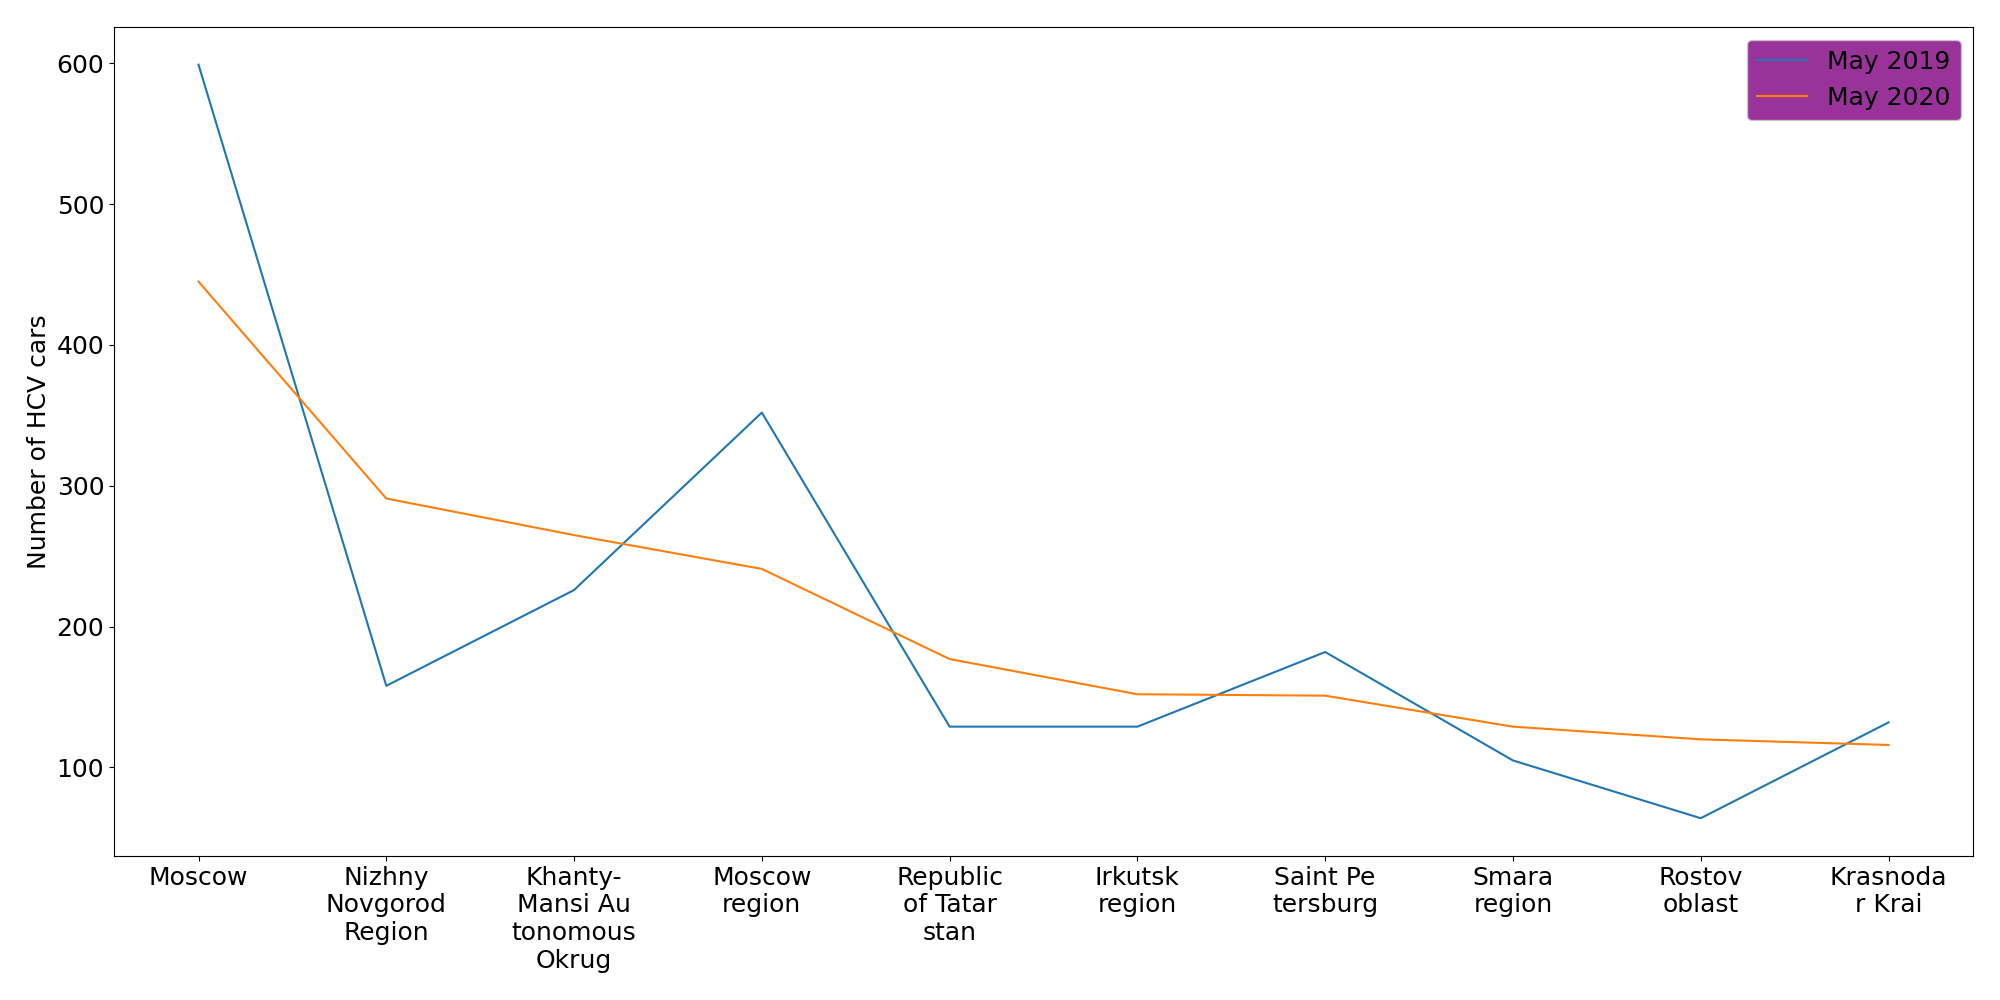 May 2019
May 2020
Number of HCV cars
600
500
400
300
200
100
Moscow
Nizhny
Novgorod
Region
Khanty-
Mansi Au
tonomous
Okrug
Moscow
region
Republic
of Tatar
stan
Irkutsk
region
Saint Pe
tersburg
Smara
region
Rostov
oblast
Krasnoda
r Krai